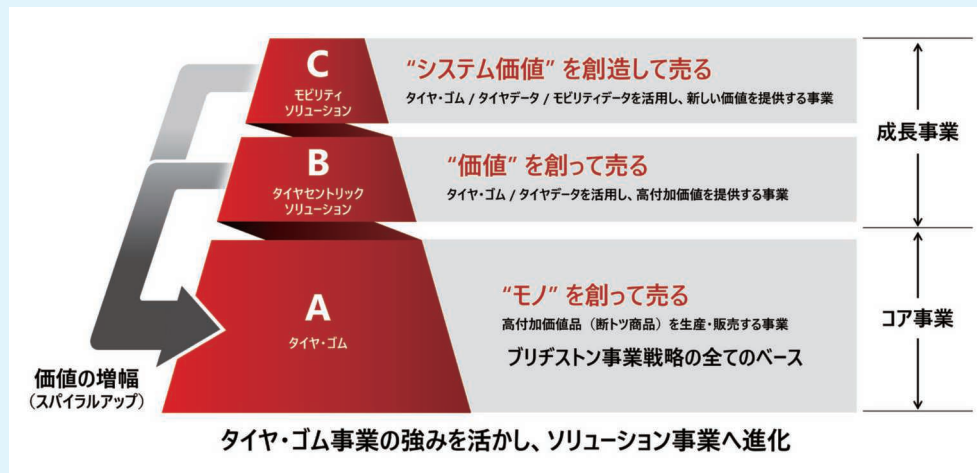 C
モビリティ
ソリューション
“システム価値” を創造して売る
タイヤ・ゴム / タイヤデータ / モビリティデータを活用し、新しい価値を提供する事業
B
タイヤセントリック
ソリューション
“価値” を創って売る
タイヤ・ゴム / タイヤデータを活用し、高付加価値を提供する事業
成長事業
A
タイヤ・ゴム
“モノ” を創って売る
高付加価値品（断トツ商品）を生産・販売する事業
ブリヂストン事業戦略の全てのベース
コア事業
価値の増幅
（スパイラルアップ）
タイヤ・ゴム事業の強みを活かし、ソリューション事業へ進化